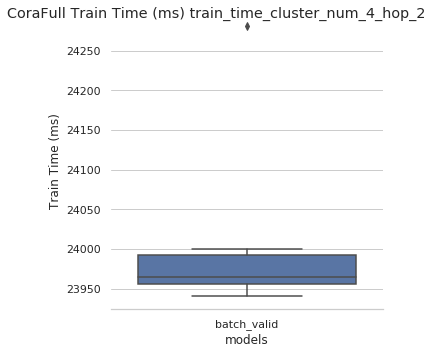 CoraFull Train Time (ms) train_time_cluster_num_4_hop_2
24250
24200
24150
24100
24050
24000
23950
Train Time (ms)
batch_valid
models